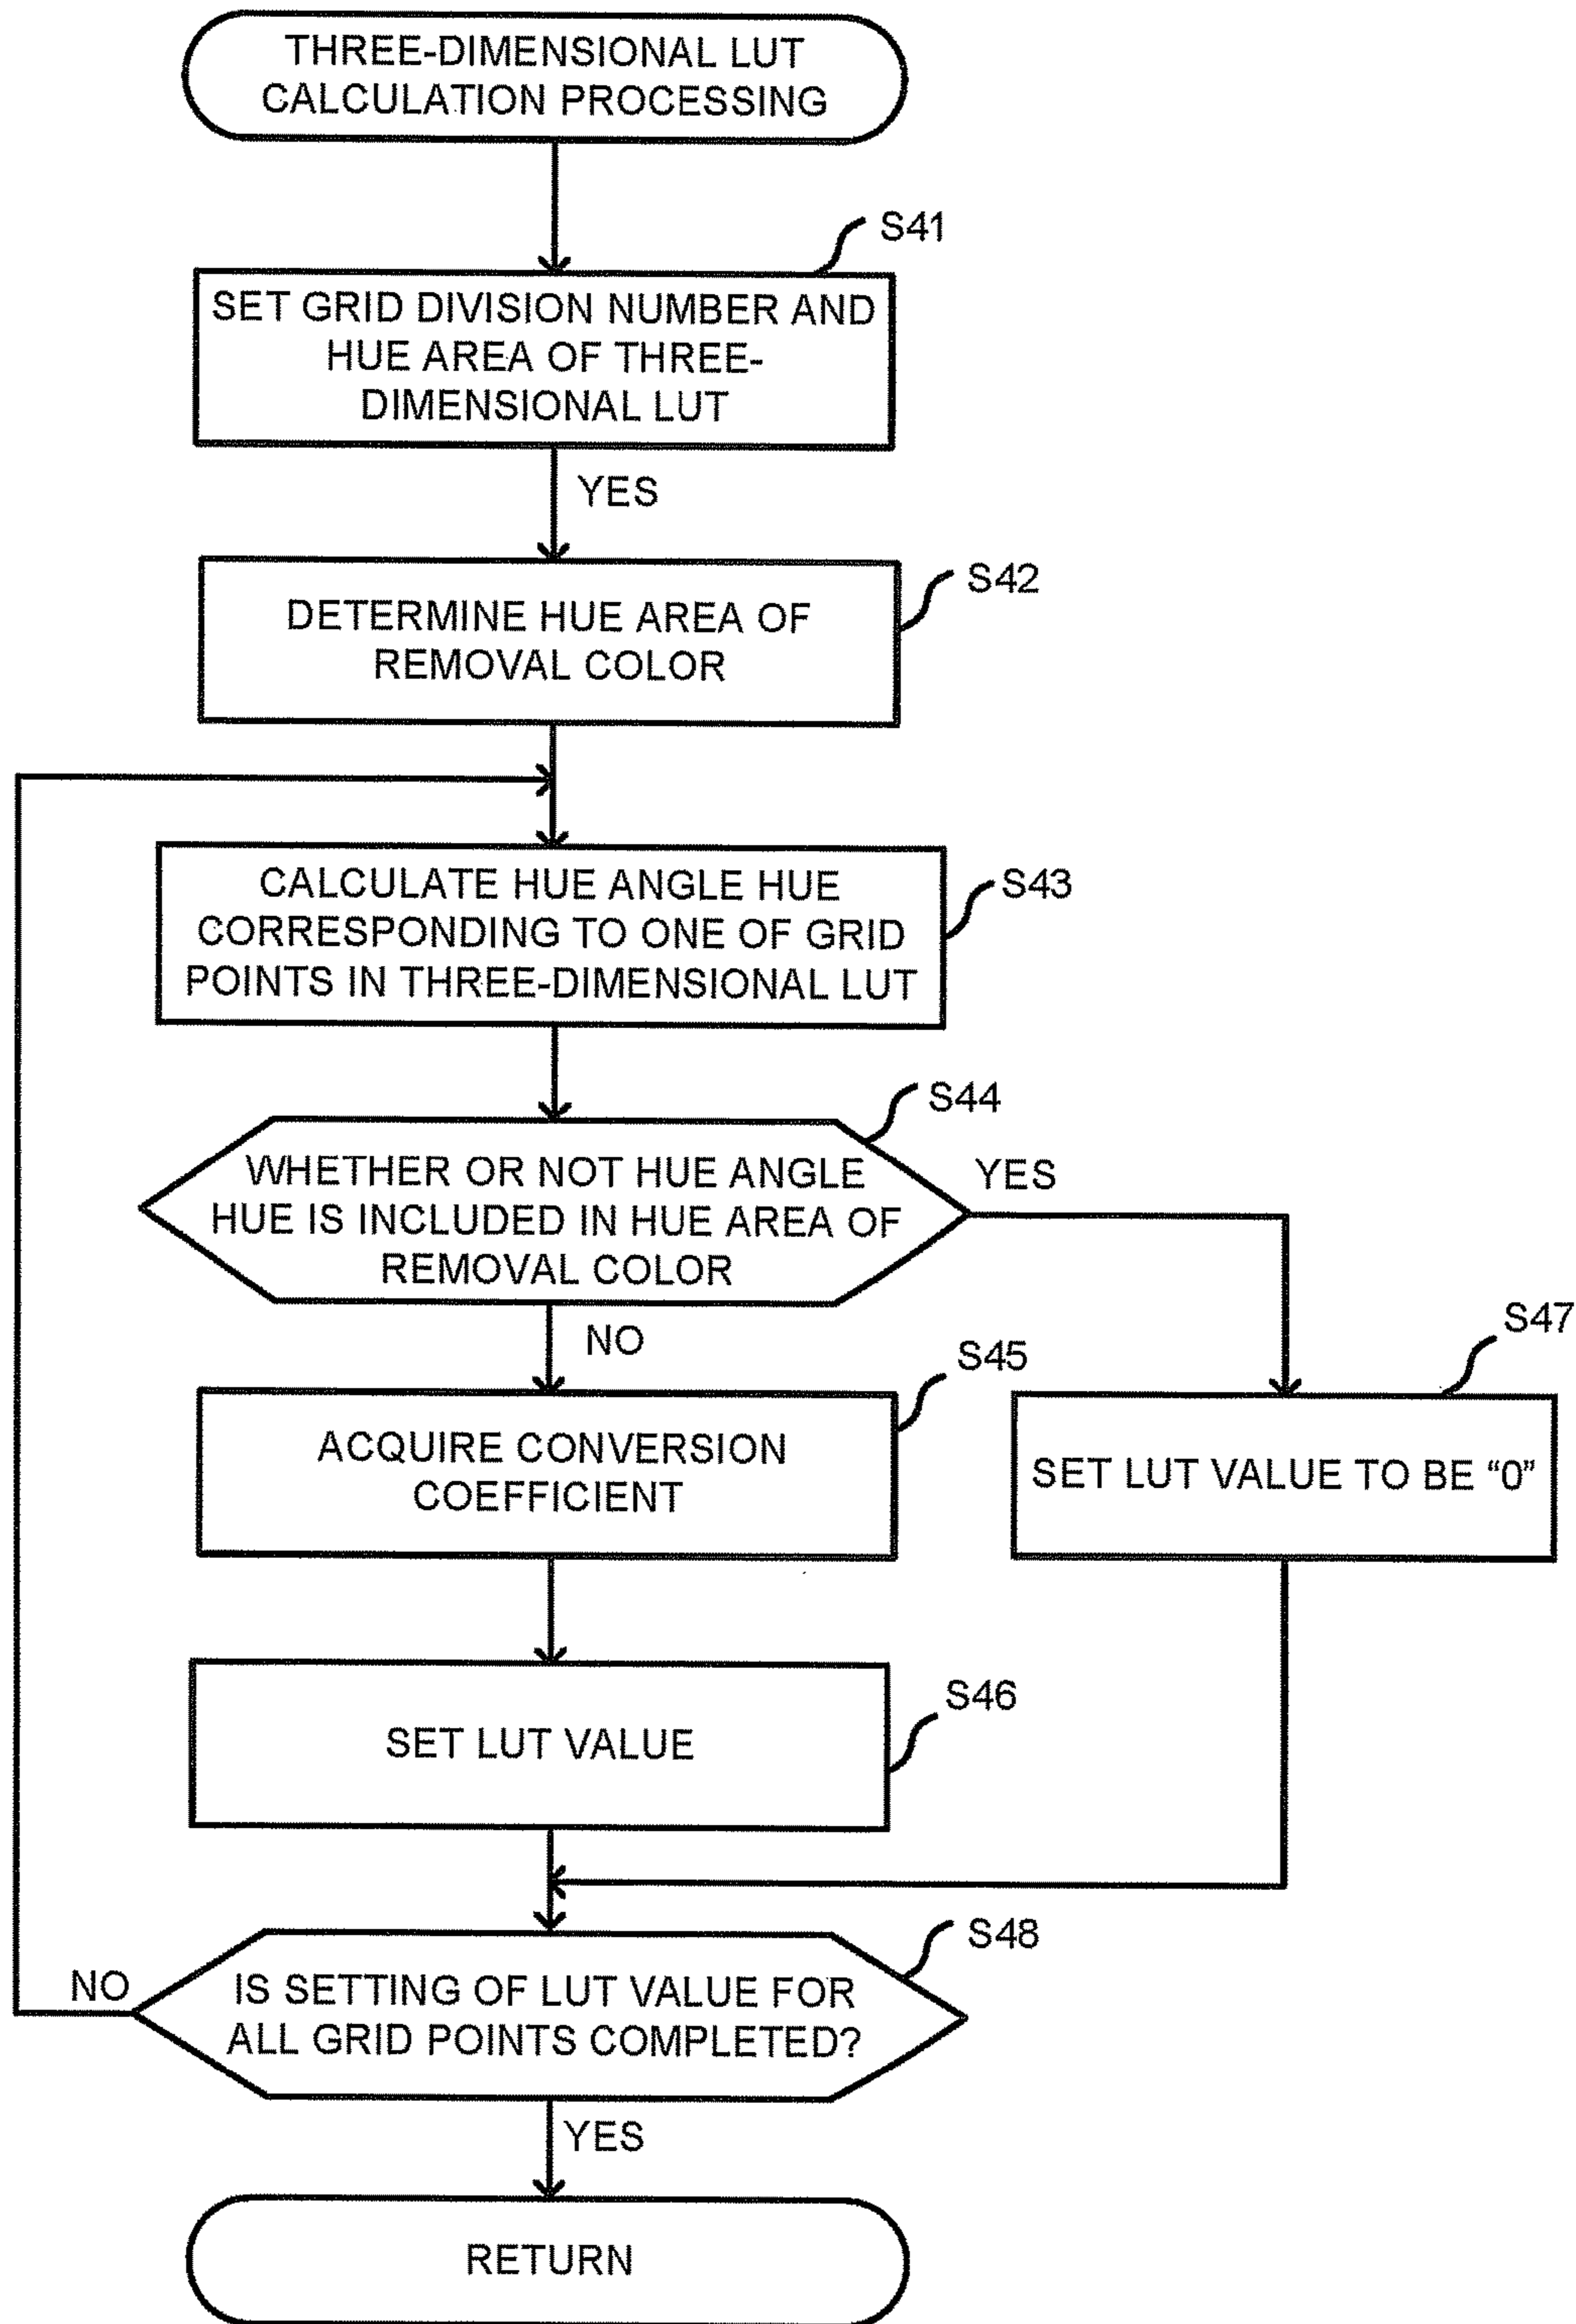 THREE-DIMENSIONAL LUT
CALCULATION PROCESSING
S41
SET GRID DIVISION NUMBER AND
HUE AREA OF THREE-
DIMENSIONAL LUT
YES
S42
DETERMINE HUE AREA OF
REMOVAL COLOR
S43
CALCULATE HUE ANGLE HUE
CORRESPONDING TO ONE OF GRID
POINTS IN THREE-DIMENSIONAL LUT
S44
WHETHER OR NOT HUE ANGLE
HUE IS INCLUDED IN HUE AREA OF
REMOVAL COLOR
YES
NO
S45
ACQUIRE CONVERSION
COEFFICIENT
S47
SET LUT VALUE TO BE “0”
S46
SET LUT VALUE
S48
IS SETTING OF LUT VALUE FOR
ALL GRID POINTS COMPLETED?
NO
YES
RETURN